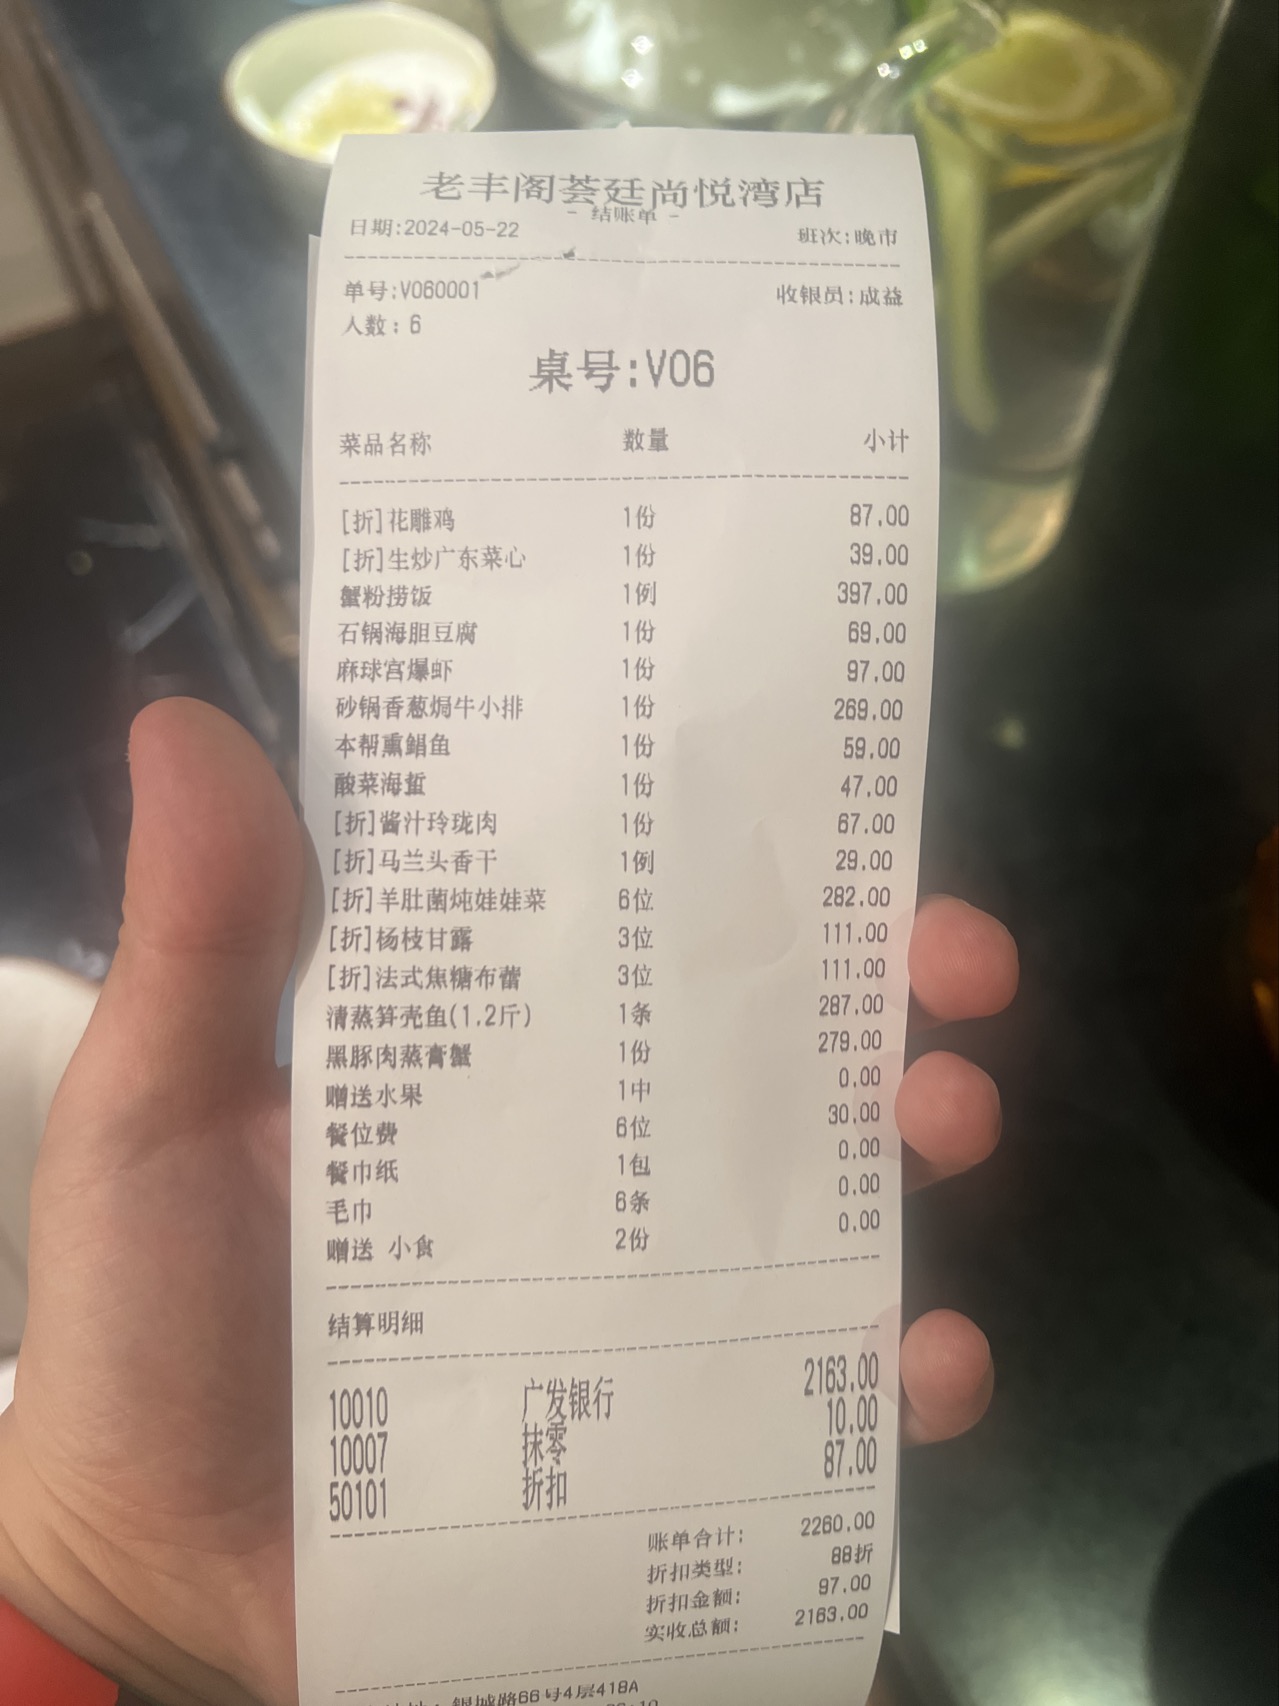 老丰阁荟廷尚悦湾店
- 结账单 -
日期:2024-05-22 班次:晚市
单号:V060001 收银员:成益
人数:6
桌号:V06
菜品名称 数量 小计
[折]花雕鸡 1份 87.00
[折]生炒广东菜心 1份 39.00
蟹粉捞饭 1例 397.00
石锅海胆豆腐 1份 69.00
麻球宫爆虾 1份 97.00
砂锅香葱焗牛小排 1份 269.00
本帮熏鲳鱼 1份 59.00
酸菜海蜇 1份 47.00
[折]酱汁玲珑肉 1份 67.00
[折]马兰头香干 1例 29.00
[折]羊肚菌炖娃娃菜 6位 282.00
[折]杨枝甘露 3位 111.00
[折]法式焦糖布蕾 3位 111.00
清蒸笋壳鱼(1.2斤) 1条 287.00
黑豚肉蒸膏蟹 1份 279.00
赠送水果 1中 0.00
餐位费 6位 30.00
餐巾纸 1包 0.00
毛巾 6条 0.00
赠送 小食 2份 0.00
结算明细
10010 广发银行 2163.00
10007 抹零 10.00
50101 折扣 87.00
账单合计: 2260.00
折扣类型: 88折
折扣金额: 97.00
实收总额: 2163.00
银城路66号4层418A